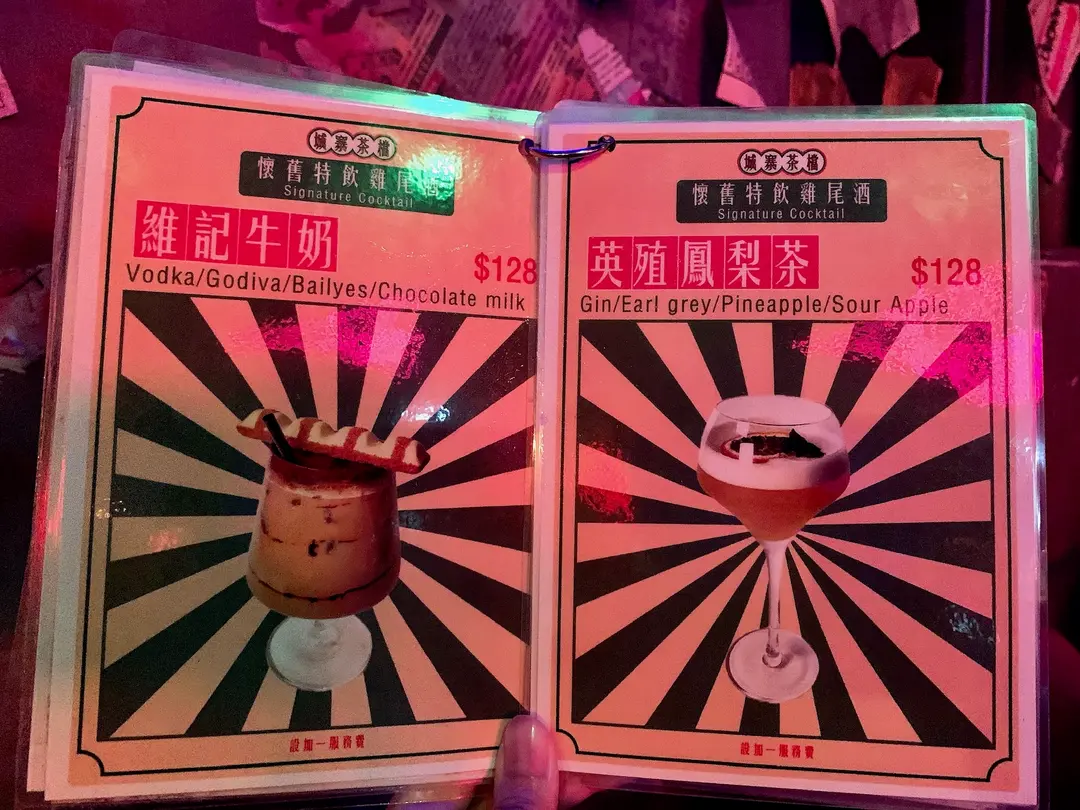 城寨茶檔
懷舊特飲雞尾酒
Signature Cocktail
維記牛奶
$128
Vodka/Godiva/Bailyes/Chocolate milk
設加一服務費
城寨茶檔
懷舊特飲雞尾酒
Signature Cocktail
英殖鳳梨茶
$128
Gin/Earl grey/Pineapple/Sour Apple
設加一服務費